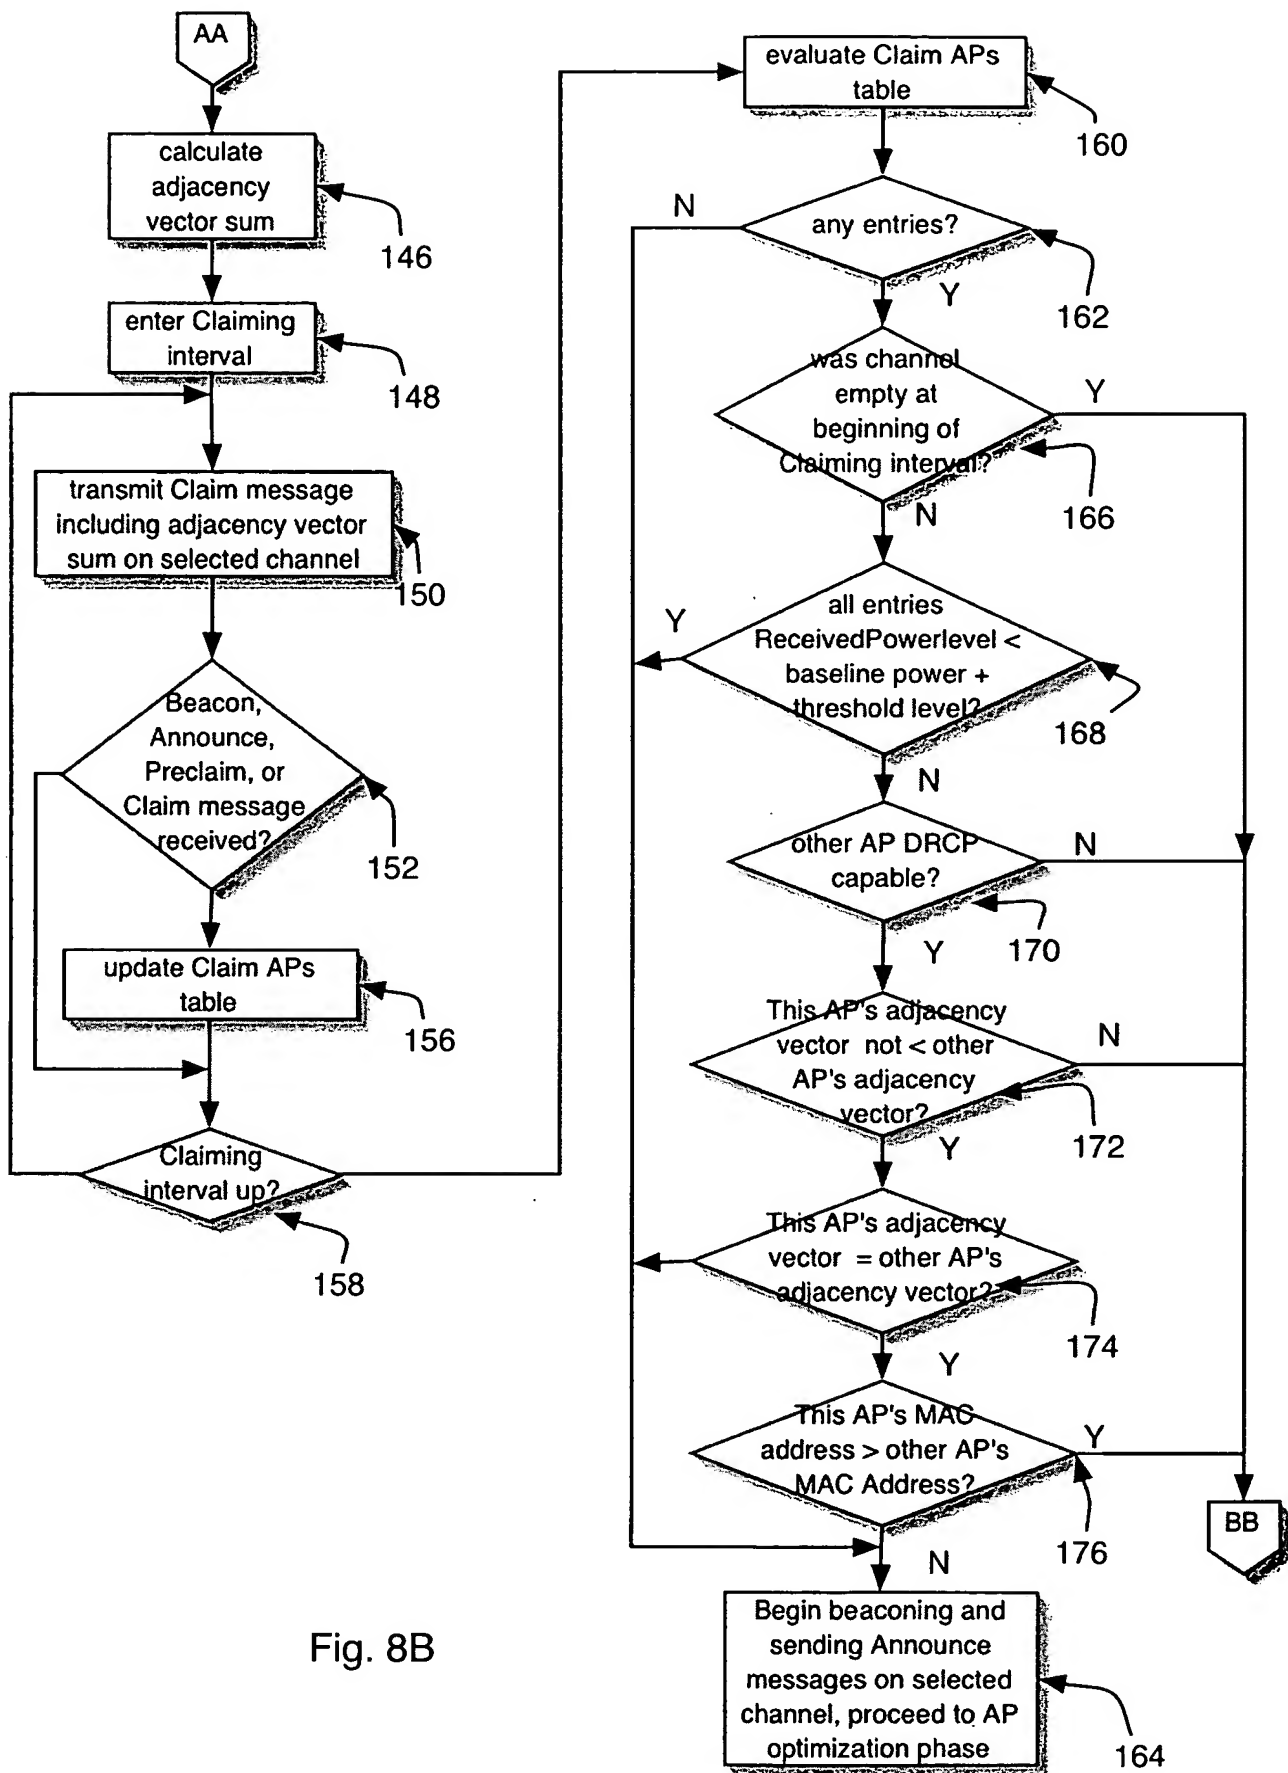 AA
calculate
adjacency
vector sum
146
enter Claiming
interval
148
transmit Claim message
including adjacency vector
sum on selected channel
150
Beacon,
Announce,
Preclaim, or
Claim message
received?
152
update Claim APs
table
156
Claiming
interval up?
158
evaluate Claim APs
table
160
N
any entries?
Y
162
was channel
empty at
beginning of
Claiming interval?
Y
N
166
all entries
ReceivedPowerlevel <
baseline power +
threshold level?
Y
168
N
other AP DRCP
capable?
N
Y
170
This AP's adjacency
vector not < other
AP's adjacency
vector?
N
172
Y
This AP's adjacency
vector = other AP's
adjacency vector?
174
Y
This AP's MAC
address > other AP's
MAC Address?
Y
176
BB
N
Begin beaconing and
sending Announce
messages on selected
channel, proceed to AP
optimization phase
164
Fig. 8B